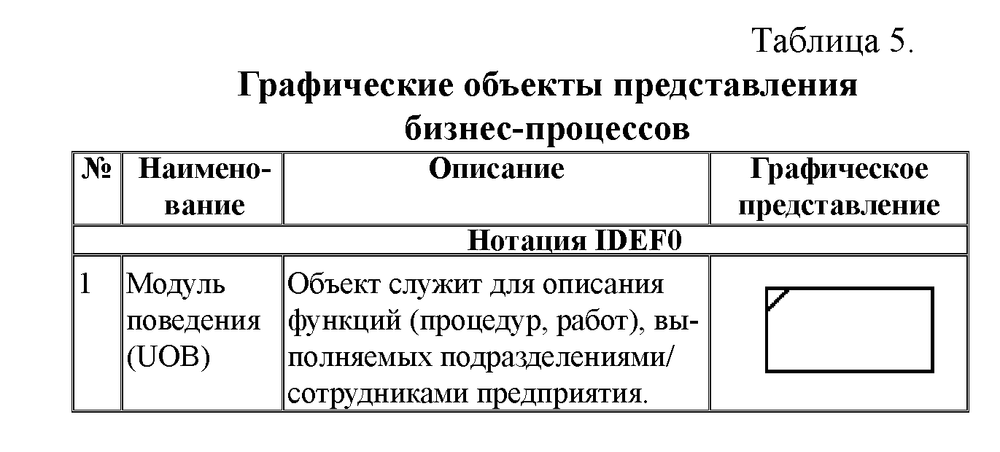 Таблица 5.
Графические объекты представления
бизнес-процессов
№ Наимено- Описание Графическое
вание представление
Нотация IDEF0
1 Модуль Объект служит для описания
поведения функций (процедур, работ), вы-
(UOB) полняемых подразделениями/
сотрудниками предприятия.